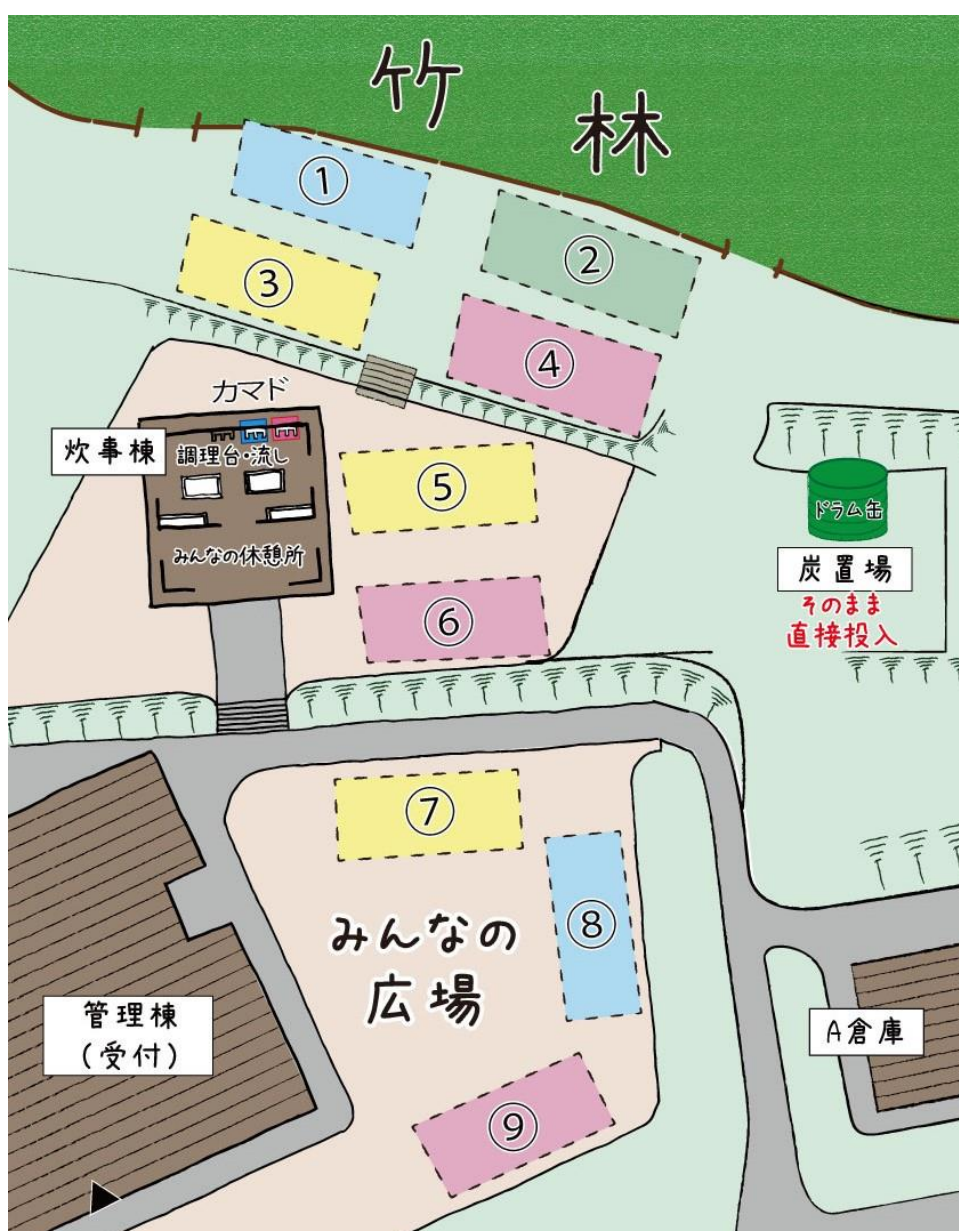 竹林
①
②
③
④
カマド
炊事棟
調理台・流し
みんなの休憩所
⑤
⑥
ドラム缶
炭置場
そのまま
直接投入
⑦
⑧
みんなの
広場
管理棟
(受付)
A倉庫
⑨